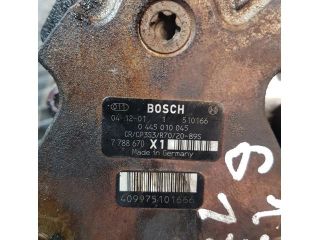 BOSCH
04-12-01 1 510166
0 445 010 045
CR/CP3S3/R70/20-89S
7 788 670 X1
Made in Germany
409975101666